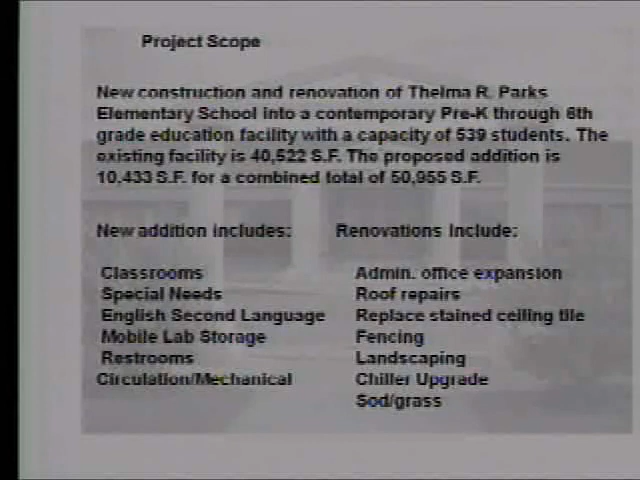 Project Scope
New construction and renovation of Thelma R. Parks
Elementary School into a contemporary Pre-K through 6th
grade education facility with a capacity of 539 students. The
existing facility is 40,522 S.F. The proposed addition is
10,433 S.F. for a combined total of 50,955 S.F.
New addition includes:
Classrooms
Special Needs
English Second Language
Mobile Lab Storage
Restrooms
Circulation/Mechanical
Renovations Include:
Admin. office expansion
Roof repairs
Replace stained ceiling tile
Fencing
Landscaping
Chiller Upgrade
Sod/grass